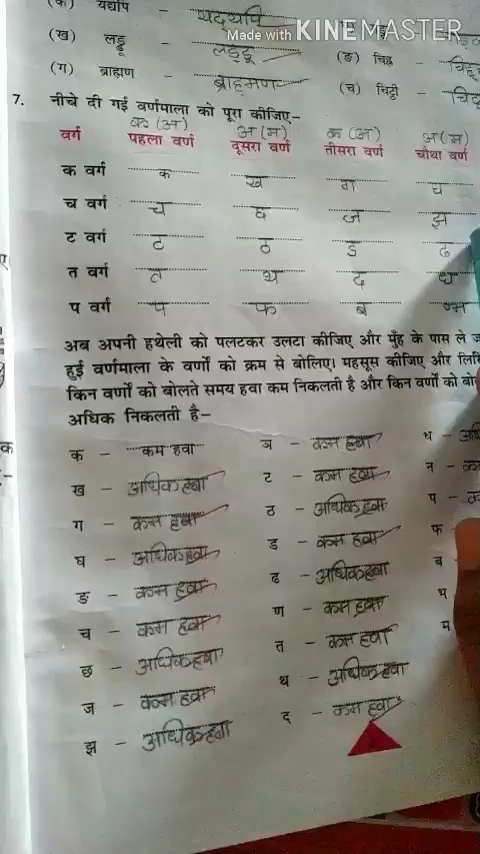 (क) यद्यपि - यद्यपि
Made with KINEMASTER
(ख) लड्डू - लड्डू (ङ) चिह्न -
(ग) ब्राह्मण - ब्राहमण (च) चिट्ठी -
7. नीचे दी गई वर्णमाला को पूरा कीजिए-
क (अ) अ (म) क (अ) अ (म)
वर्ग पहला वर्ण दूसरा वर्ण तीसरा वर्ण चौथा वर्ण
क वर्ग क ख ग घ
च वर्ग च छ ज झ
ट वर्ग ट ठ ड ढ
त वर्ग त थ द ध
प वर्ग प फ ब भ
अब अपनी हथेली को पलटकर उलटा कीजिए और मुँह के पास ले
हुई वर्णमाला के वर्णों को क्रम से बोलिए। महसूस कीजिए और
किन वर्णों को बोलते समय हवा कम निकलती है और किन वर्णों को
अधिक निकलती है-
क - कम हवा ञ - कम हवा ध -
ख - अधिक हवा ट - कम हवा न -
ग - कम हवा ठ - अधिक हवा प -
घ - अधिक हवा ड - कम हवा फ -
ङ - कम हवा ढ - अधिक हवा ब
च - कम हवा ण - कम हवा भ
छ - अधिक हवा त - कम हवा म
ज - कम हवा थ - अधिक हवा
झ - अधिक हवा द - कम हवा